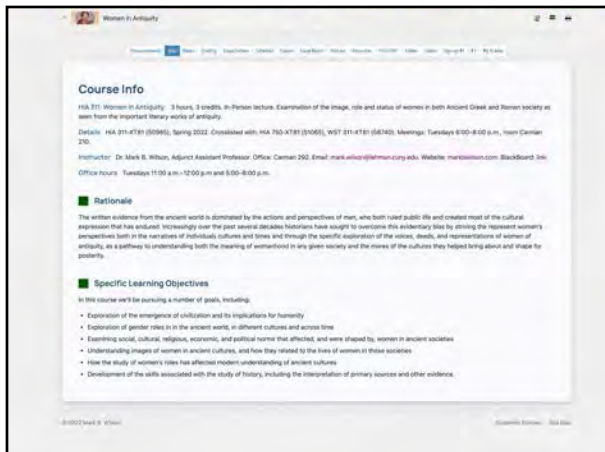 Women in Antiquity
Course Info
HIA 311: Women in Antiquity 3 hours, 3 credits. In-Person lecture. Examination of the image, role and status of women in both Ancient Greek and Roman society as
seen from the important literary works of antiquity.
Details HIA 311-XT81 (50965), Spring 2022. Crosslisted with: HIA 750-XT81 (51065), WST 311-XT81 (58740). Meetings: Tuesdays 6:00–8:00 p.m., room Carman
210.
Instructor Dr. Mark B. Wilson, Adjunct Assistant Professor. Office: Carman 292. Email: mark.wilson@lehman.cuny.edu. Website: markbwilson.com. BlackBoard: link
Office hours Tuesdays 11:00 a.m.–12:00 p.m and 5:00–6:00 p.m.
Rationale
The written evidence from the ancient world is dominated by the actions and perspectives of men, who both ruled public life and created most of the cultural
expression that has endured. Increasingly over the past several decades historians have sought to overcome this evidentiary bias by striving the represent women's
perspectives both in the narratives of individuals cultures and times and through the specific exploration of the voices, deeds, and representations of women of
antiquity, as a pathway to understanding both the meaning of womenhood in any given society and the mores of the cultures they helped bring about and shape for
posterity.
Specific Learning Objectives
In this course we'll be pursuing a number of goals, including:
• Exploration of the emergence of civilization and its implications for humanity
• Exploration of gender roles in in the ancient world, in different cultures and across time
• Examining social, cultural, religious, economic, and political norms that affected, and were shaped by, women in ancient societies
• Understanding images of women in ancient cultures, and how they related to the lives of women in those societies
• How the study of women's roles has affected modern understanding of ancient cultures
• Development of the skills associated with the study of history, including the interpretation of primary sources and other evidence.
© 2022 Mark B. Wilson